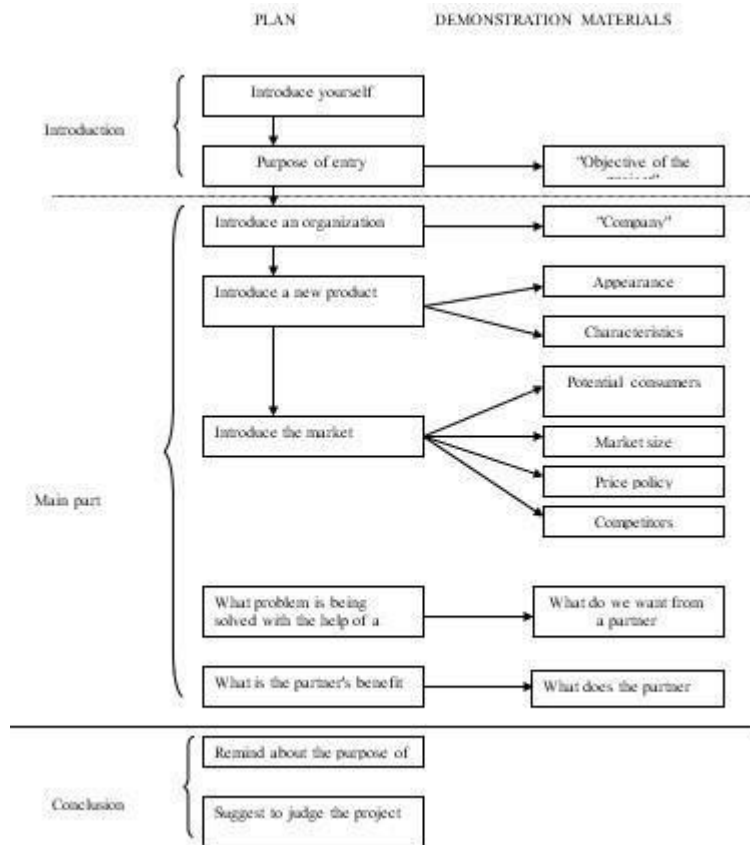 PLAN DEMONSTRATION MATERIALS
Introduce yourself
Introduction
Purpose of entry
"Objective of the
Introduce an organization
"Company"
Introduce a new product
Appearance
Characteristics
Potential consumers
Introduce the market
Market size
Price policy
Competitors
Main part
What problem is being
solved with the help of a
What do we want from
a partner
What is the partner's benefit
What does the partner
Remind about the purpose of
Conclusion
Suggest to judge the project